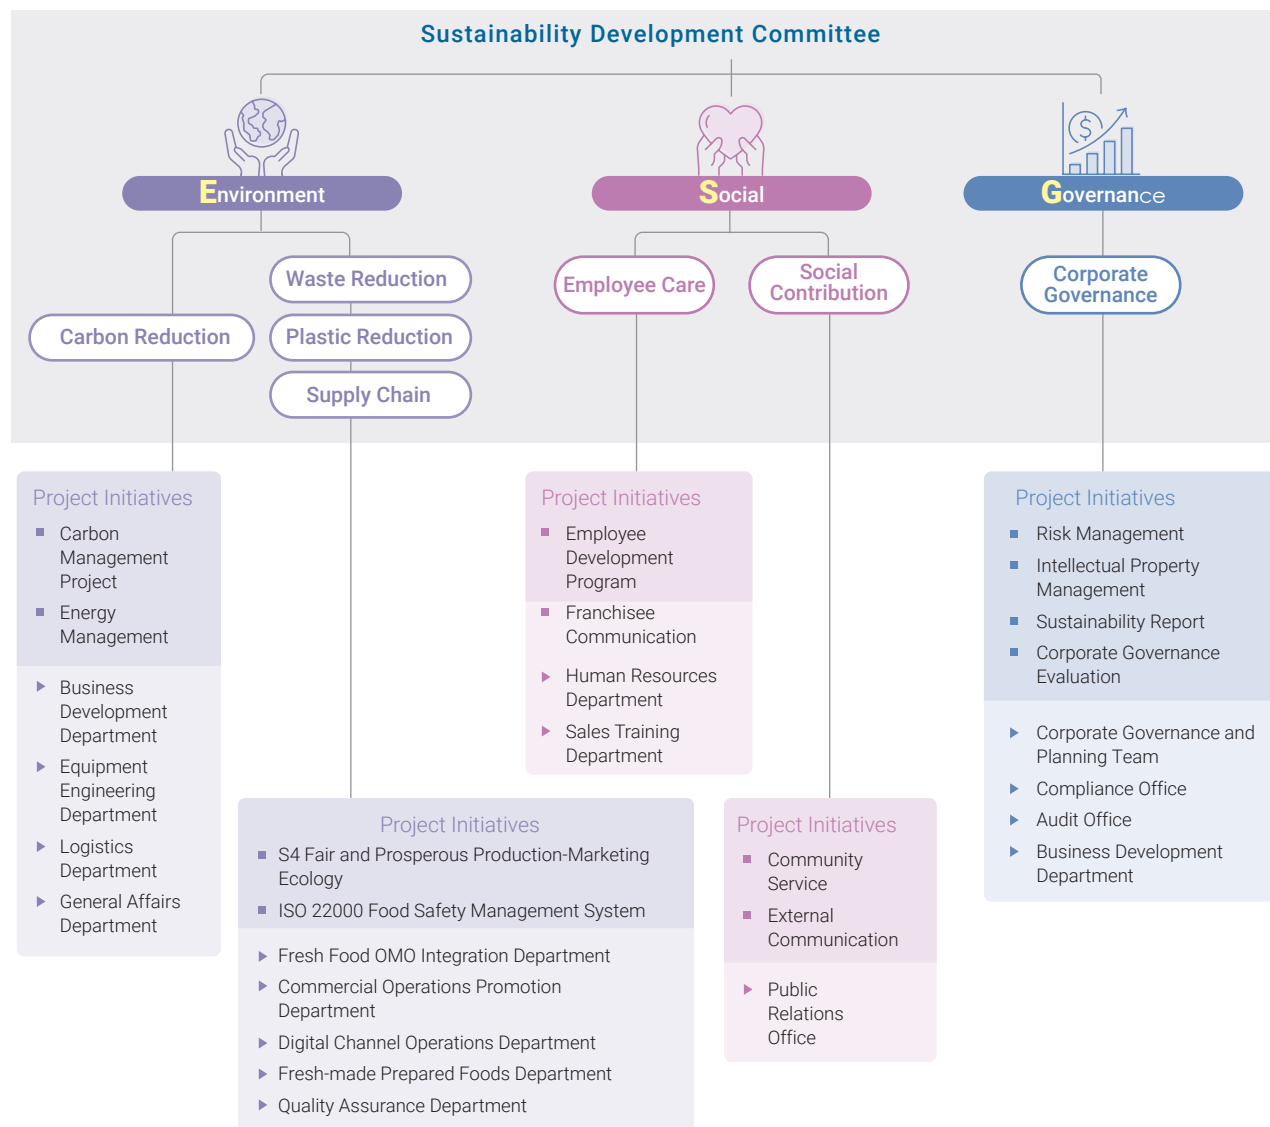 Sustainability Development Committee
Environment
Social
Governance
Carbon Reduction
Waste Reduction
Plastic Reduction
Supply Chain
Employee Care
Social
Contribution
Corporate
Governance
Project Initiatives
Carbon
Management
Project
Energy
Management
Business
Development
Department
Equipment
Engineering
Department
Logistics
Department
General Affairs
Department
Project Initiatives
S4 Fair and Prosperous Production-Marketing
Ecology
ISO 22000 Food Safety Management System
Fresh Food OMO Integration Department
Commercial Operations Promotion
Department
Digital Channel Operations Department
Fresh-made Prepared Foods Department
Quality Assurance Department
Project Initiatives
Employee
Development
Program
Franchisee
Communication
Human Resources
Department
Sales Training
Department
Project Initiatives
Community
Service
External
Communication
Public
Relations
Office
Project Initiatives
Risk Management
Intellectual Property
Management
Sustainability Report
Corporate Governance
Evaluation
Corporate Governance and
Planning Team
Compliance Office
Audit Office
Business Development
Department